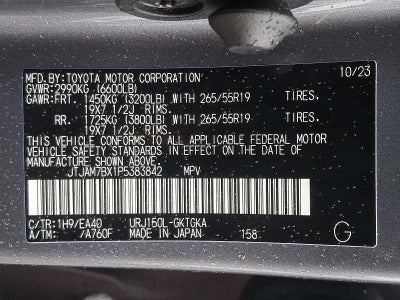 MFD.BY:TOYOTA MOTOR CORPORATION 10/23
GVWR:2990KG (6600LB)
GAWR:FRT. 1450KG (3200LB) WITH 265/55R19 TIRES.
19X7 1/2J RIMS.
RR. 1725KG (3800LB) WITH 265/55R19 TIRES.
19X7 1/2J RIMS.
THIS VEHICLE CONFORMS TO ALL APPLICABLE FEDERAL MOTOR
VEHICLE SAFETY STANDARDS IN EFFECT ON THE DATE OF
MANUFACTURE SHOWN ABOVE.
JTJAM7BX1P5383842 MPV
C/TR:1H9/EA40 URJ150L-GKTGKA
A/TM: /A760F MADE IN JAPAN 158 G